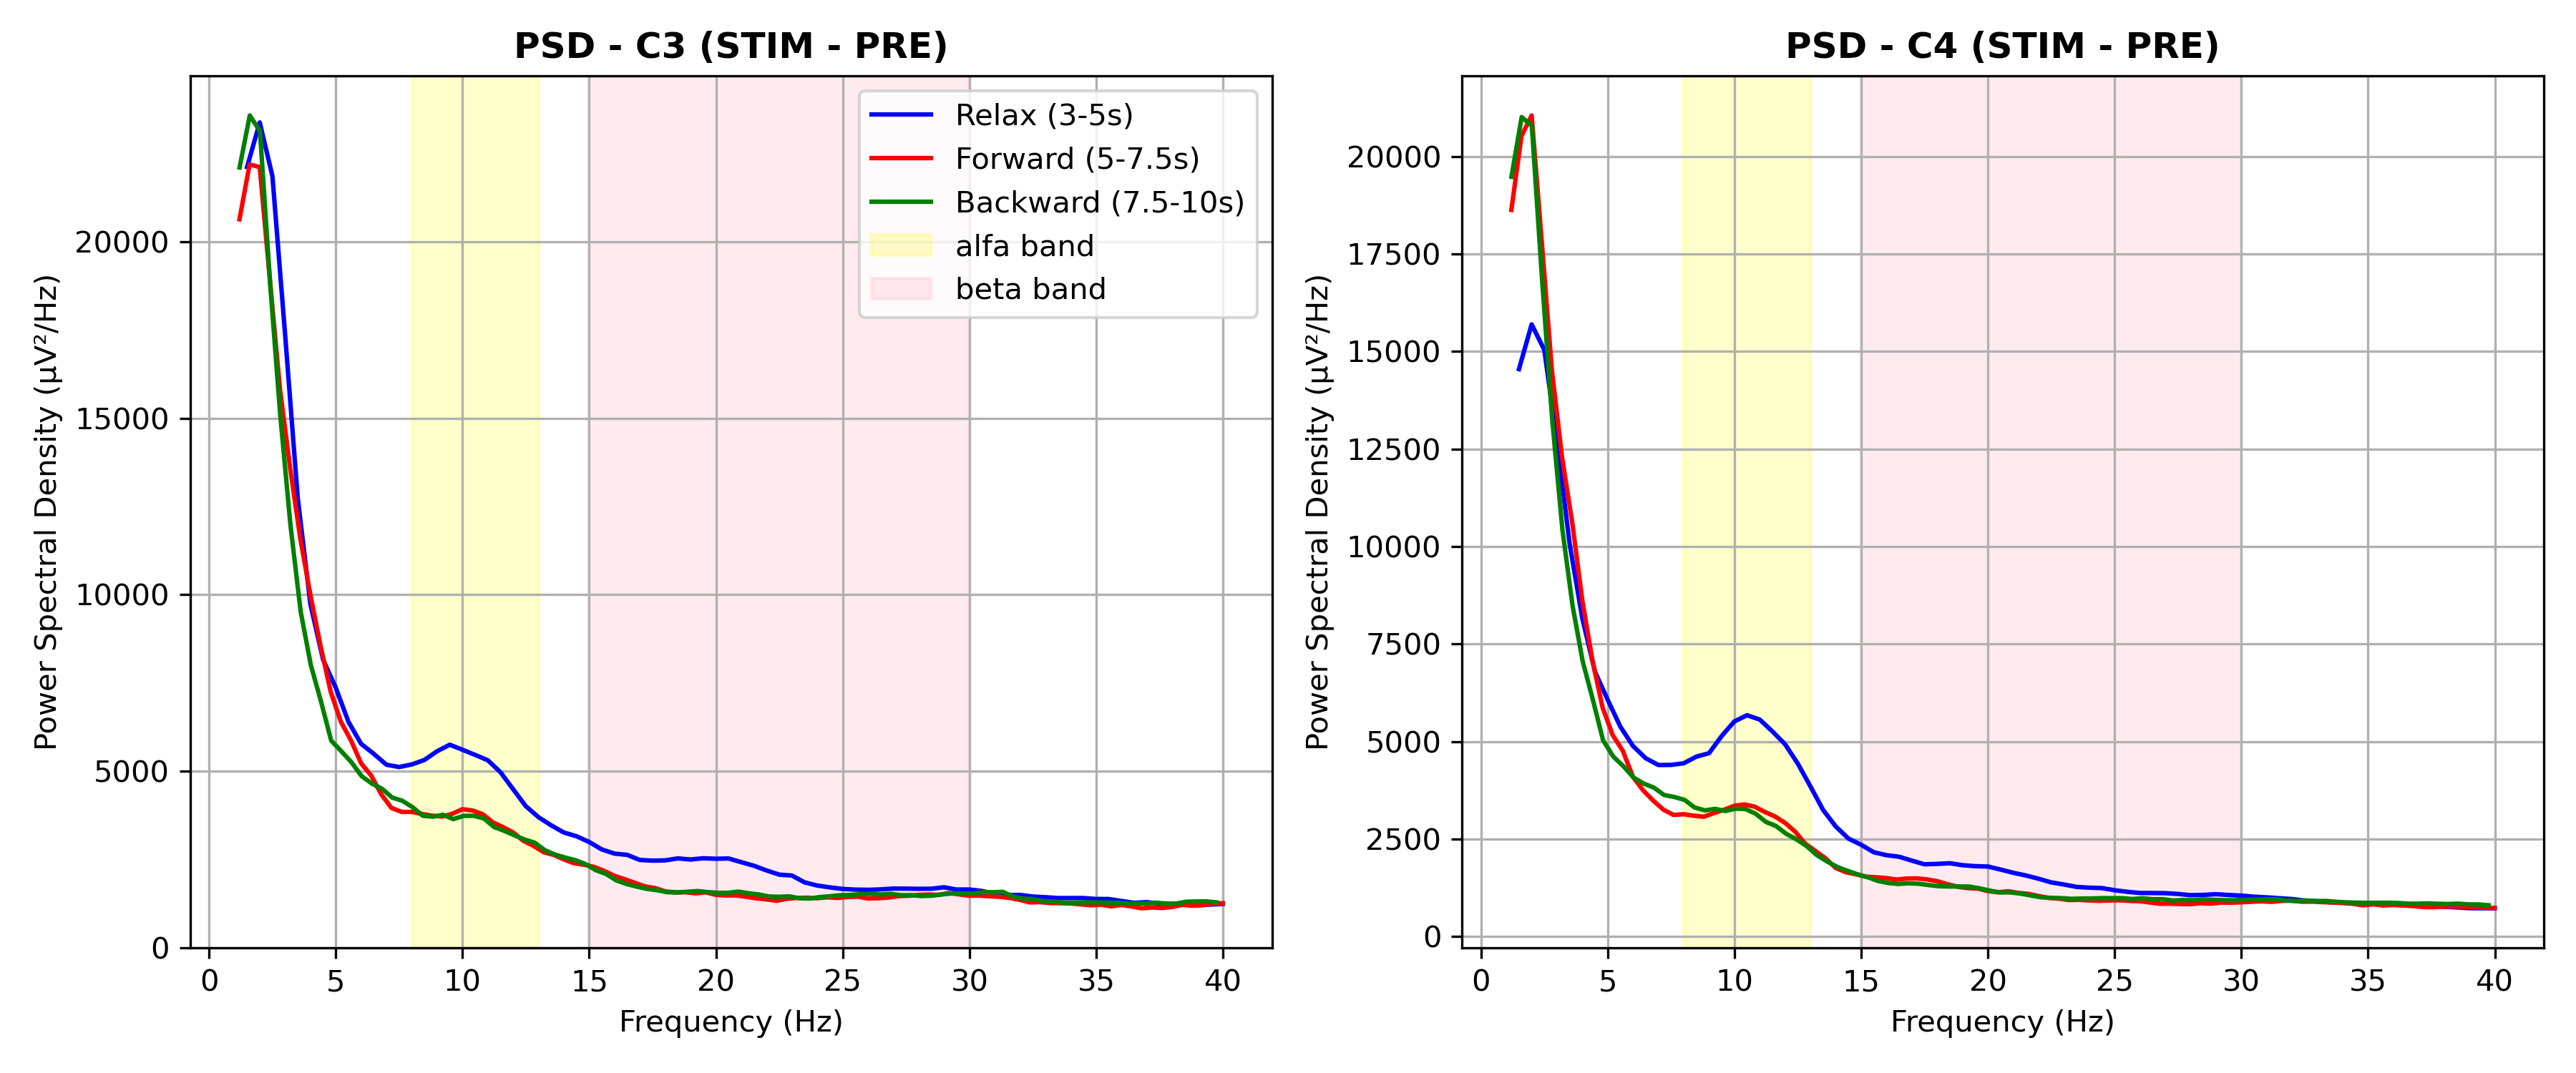 PSD - C3 (STIM - PRE)
Power Spectral Density (µV²/Hz)
20000
15000
10000
5000
0
0 5 10 15 20 25 30 35 40
Frequency (Hz)
Relax (3-5s)
Forward (5-7.5s)
Backward (7.5-10s)
alfa band
beta band
PSD - C4 (STIM - PRE)
Power Spectral Density (µV²/Hz)
20000
17500
15000
12500
10000
7500
5000
2500
0
0 5 10 15 20 25 30 35 40
Frequency (Hz)